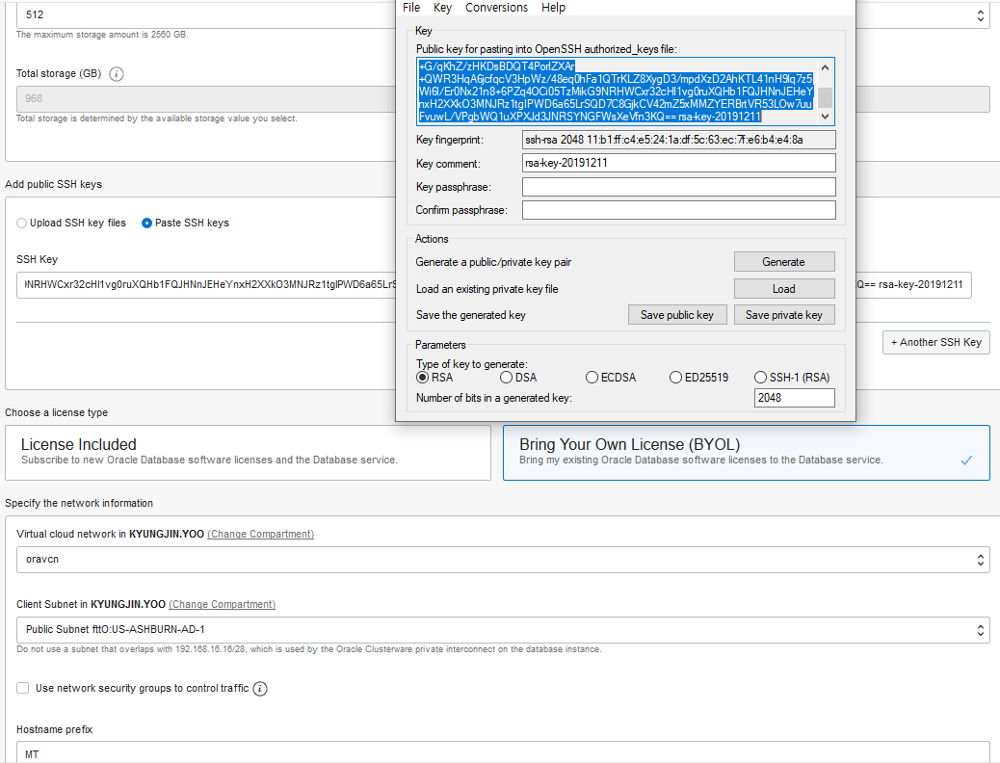 512
The maximum storage amount is 2560 GB.
Total storage (GB)
968
Total storage is determined by the available storage value you select.
Add public SSH keys
Upload SSH key files
Paste SSH keys
SSH Key
Q== rsa-key-20191211
+ Another SSH Key
File Key Conversions Help
Key
Public key for pasting into OpenSSH authorized_keys file:
+G/qKhZ/zHKDsBDQT4PorIZXAr
FvuwL/VPgbWQ1uXPXJd3JNRSYNGFWsXeVfn3KQ== rsa-key-20191211
Key fingerprint:
ssh-rsa 2048 11:b1:ff:c4:e5:24:1a:df:5c:63:ec:7f:e6:b4:e4:8a
Key comment:
rsa-key-20191211
Key passphrase:
Confirm passphrase:
Actions
Generate a public/private key pair
Generate
Load an existing private key file
Load
Save the generated key
Save public key
Save private key
Parameters
Type of key to generate:
RSA
DSA
ECDSA
ED25519
SSH-1 (RSA)
Number of bits in a generated key:
2048
Choose a license type
License Included
Subscribe to new Oracle Database software licenses and the Database service.
Bring Your Own License (BYOL)
Bring my existing Oracle Database software licenses to the Database service.
Specify the network information
Virtual cloud network in KYUNGJIN.YOO (Change Compartment)
oravcn
Client Subnet in KYUNGJIN.YOO (Change Compartment)
Public Subnet fttO:US-ASHBURN-AD-1
Do not use a subnet that overlaps with 192.168.16.16/28, which is used by the Oracle Clusterware private interconnect on the database instance.
Use network security groups to control traffic
Hostname prefix
MT